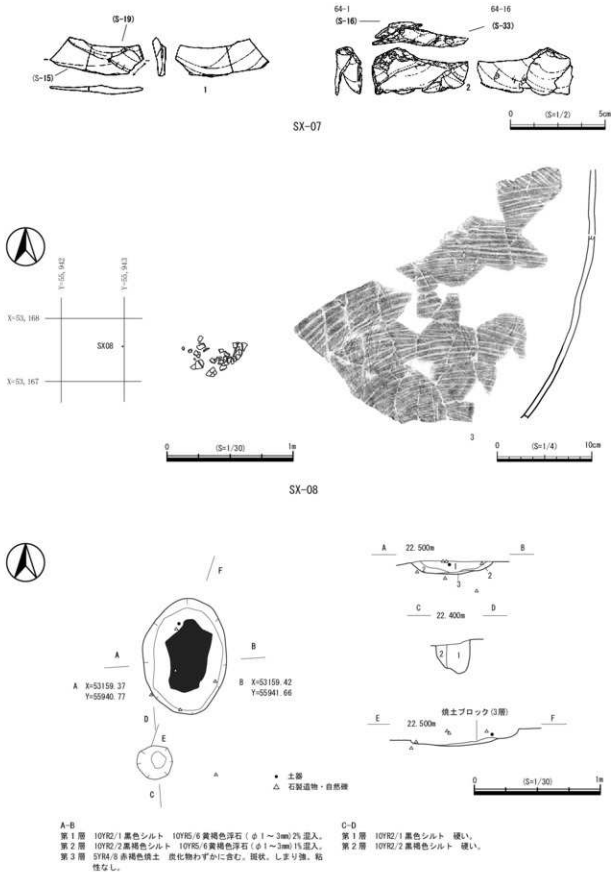 (S-19)
(S-15)
1
64-1
(S-16)
64-16
(S-33)
2
0 (S=1/2) 5cm
SX-07
Y=55,942
Y=55,943
X=53,168
SX08
X=53,167
0 (S=1/30) 1m
3
0 (S=1/4) 10cm
SX-08
F
A
B
A X=53159.37
Y=55940.77
B X=53159.42
Y=55941.66
D
E
C
● 土器
△ 石製造物・自然礫
A 22.500m B
1
2
2
3
C 22.400m D
2
1
焼土ブロック(3層)
E 22.500m F
0 (S=1/30) 1m
A-B
第1層 10YR2/1黒色シルト 10YR5/6黄褐色浮石(φ1～3mm)2%混入。
第2層 10YR2/2黒褐色シルト 10YR5/6黄褐色浮石(φ1～3mm)1%混入。
第3層 5YR4/8赤褐色焼土 炭化物わずかに含む。斑状。しまり強、粘
性なし。
C-D
第1層 10YR2/1黒色シルト 硬い。
第2層 10YR2/2黒褐色シルト 硬い。